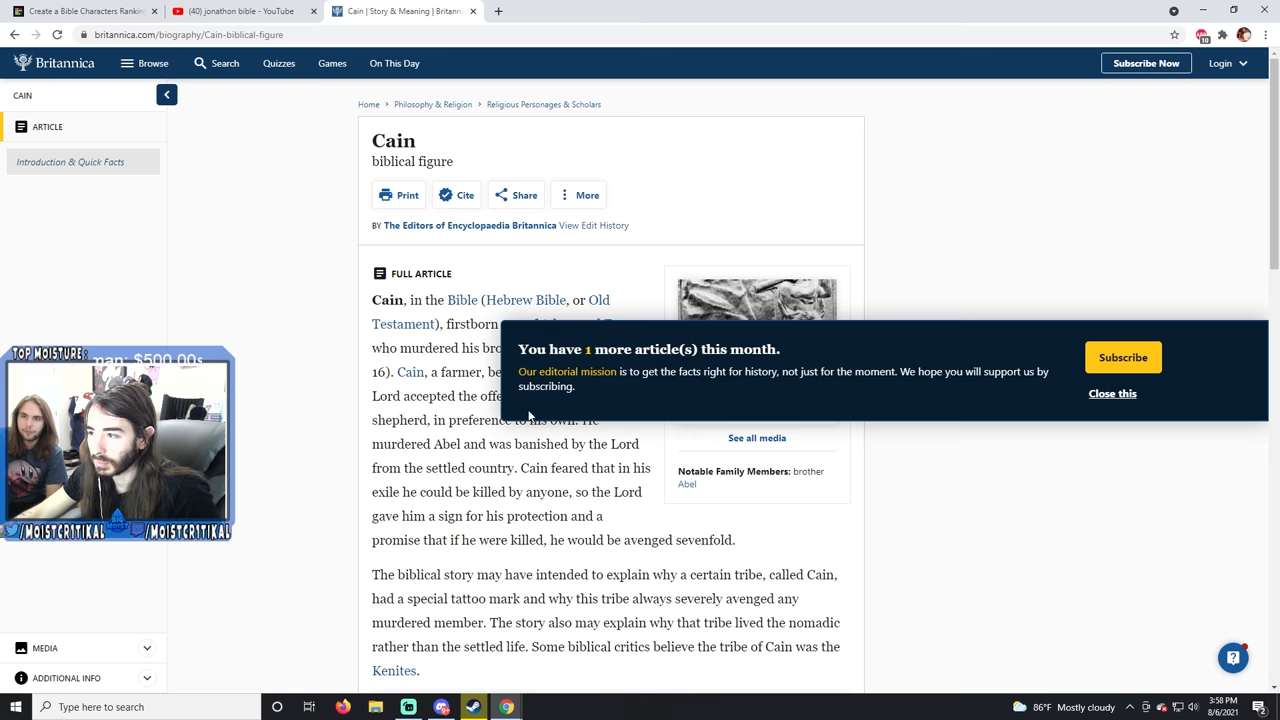 Create a Bible Characters Rankin
(40) jonathon bible - YouTube
Cain | Story & Meaning | Britann
britannica.com/biography/Cain-biblical-figure
10
Britannica
Browse
Search
Quizzes
Games
On This Day
Subscribe Now
Login
CAIN
ARTICLE
Introduction & Quick Facts
Home > Philosophy & Religion > Religious Personages & Scholars
Cain
biblical figure
Print
Cite
Share
More
BY The Editors of Encyclopaedia Britannica View Edit History
FULL ARTICLE
Cain, in the Bible (Hebrew Bible, or Old
Testament), firstborn
who murdered his bro
16). Cain, a farmer, be
Lord accepted the offe
shepherd, in preference to his own. He
murdered Abel and was banished by the Lord
from the settled country. Cain feared that in his
exile he could be killed by anyone, so the Lord
gave him a sign for his protection and a
promise that if he were killed, he would be avenged sevenfold.
The biblical story may have intended to explain why a certain tribe, called Cain,
had a special tattoo mark and why this tribe always severely avenged any
murdered member. The story also may explain why that tribe lived the nomadic
rather than the settled life. Some biblical critics believe the tribe of Cain was the
Kenites.
You have 1 more article(s) this month.
Our editorial mission is to get the facts right for history, not just for the moment. We hope you will support us by
subscribing.
Subscribe
Close this
See all media
Notable Family Members: brother
Abel
TOP MOISTURE:
man: $500.00s
BIG MOIST
/MOISTCRITIKAL
/MOISTCRITIKAL
MEDIA
ADDITIONAL INFO
Type here to search
86°F Mostly cloudy
3:58 PM
8/6/2021
2